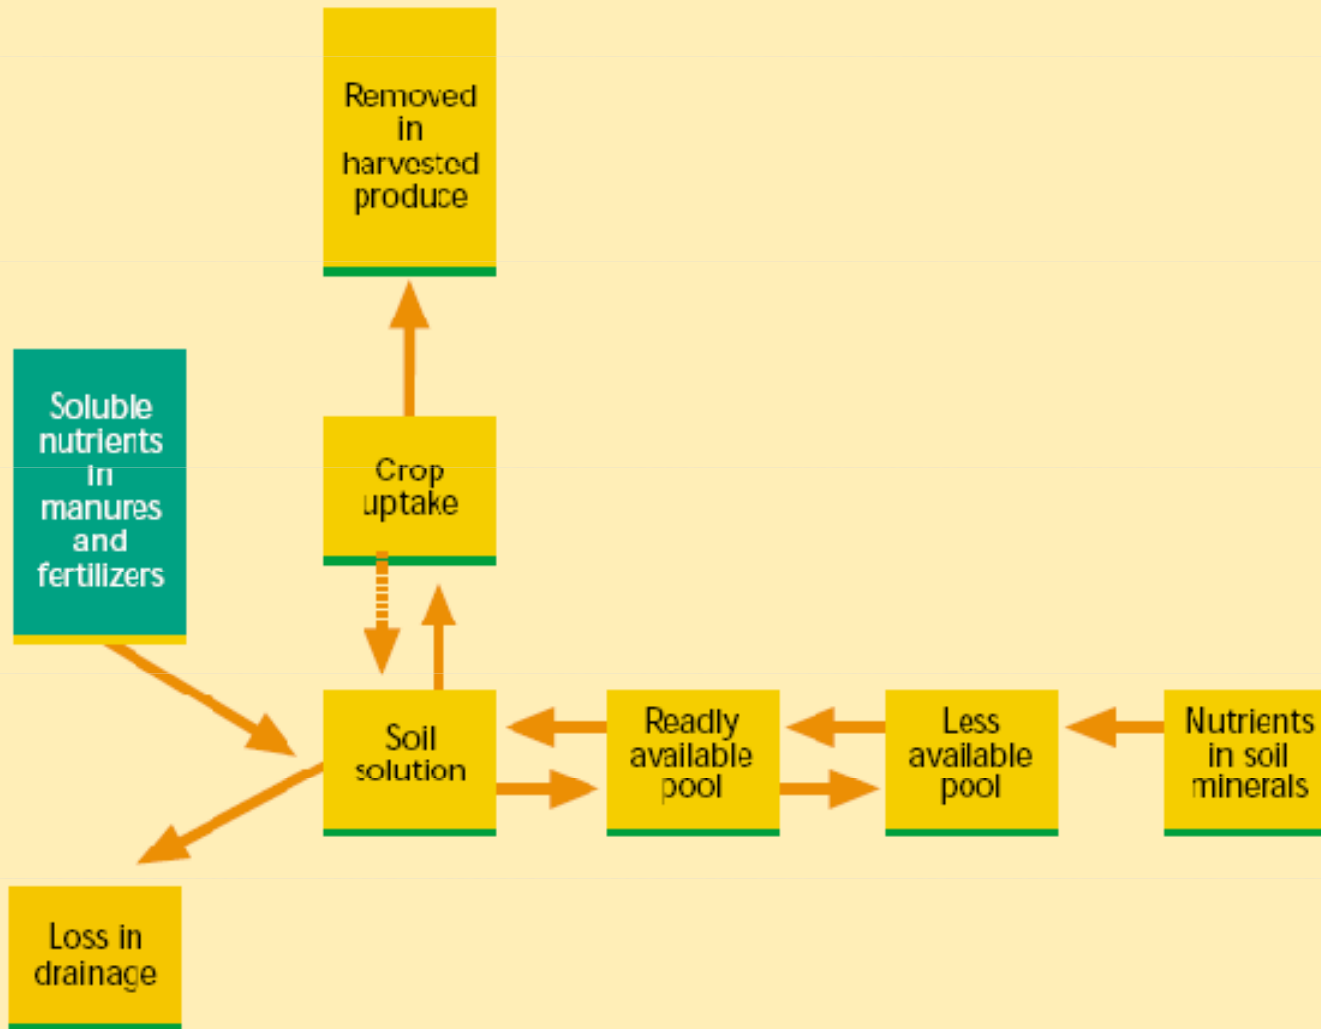 Removed
in
harvested
produce
Soluble
nutrients
in
manures
and
fertilizers
Crop
uptake
Soil
solution
Readly
available
pool
Less
available
pool
Nutrients
in soil
minerals
Loss in
drainage